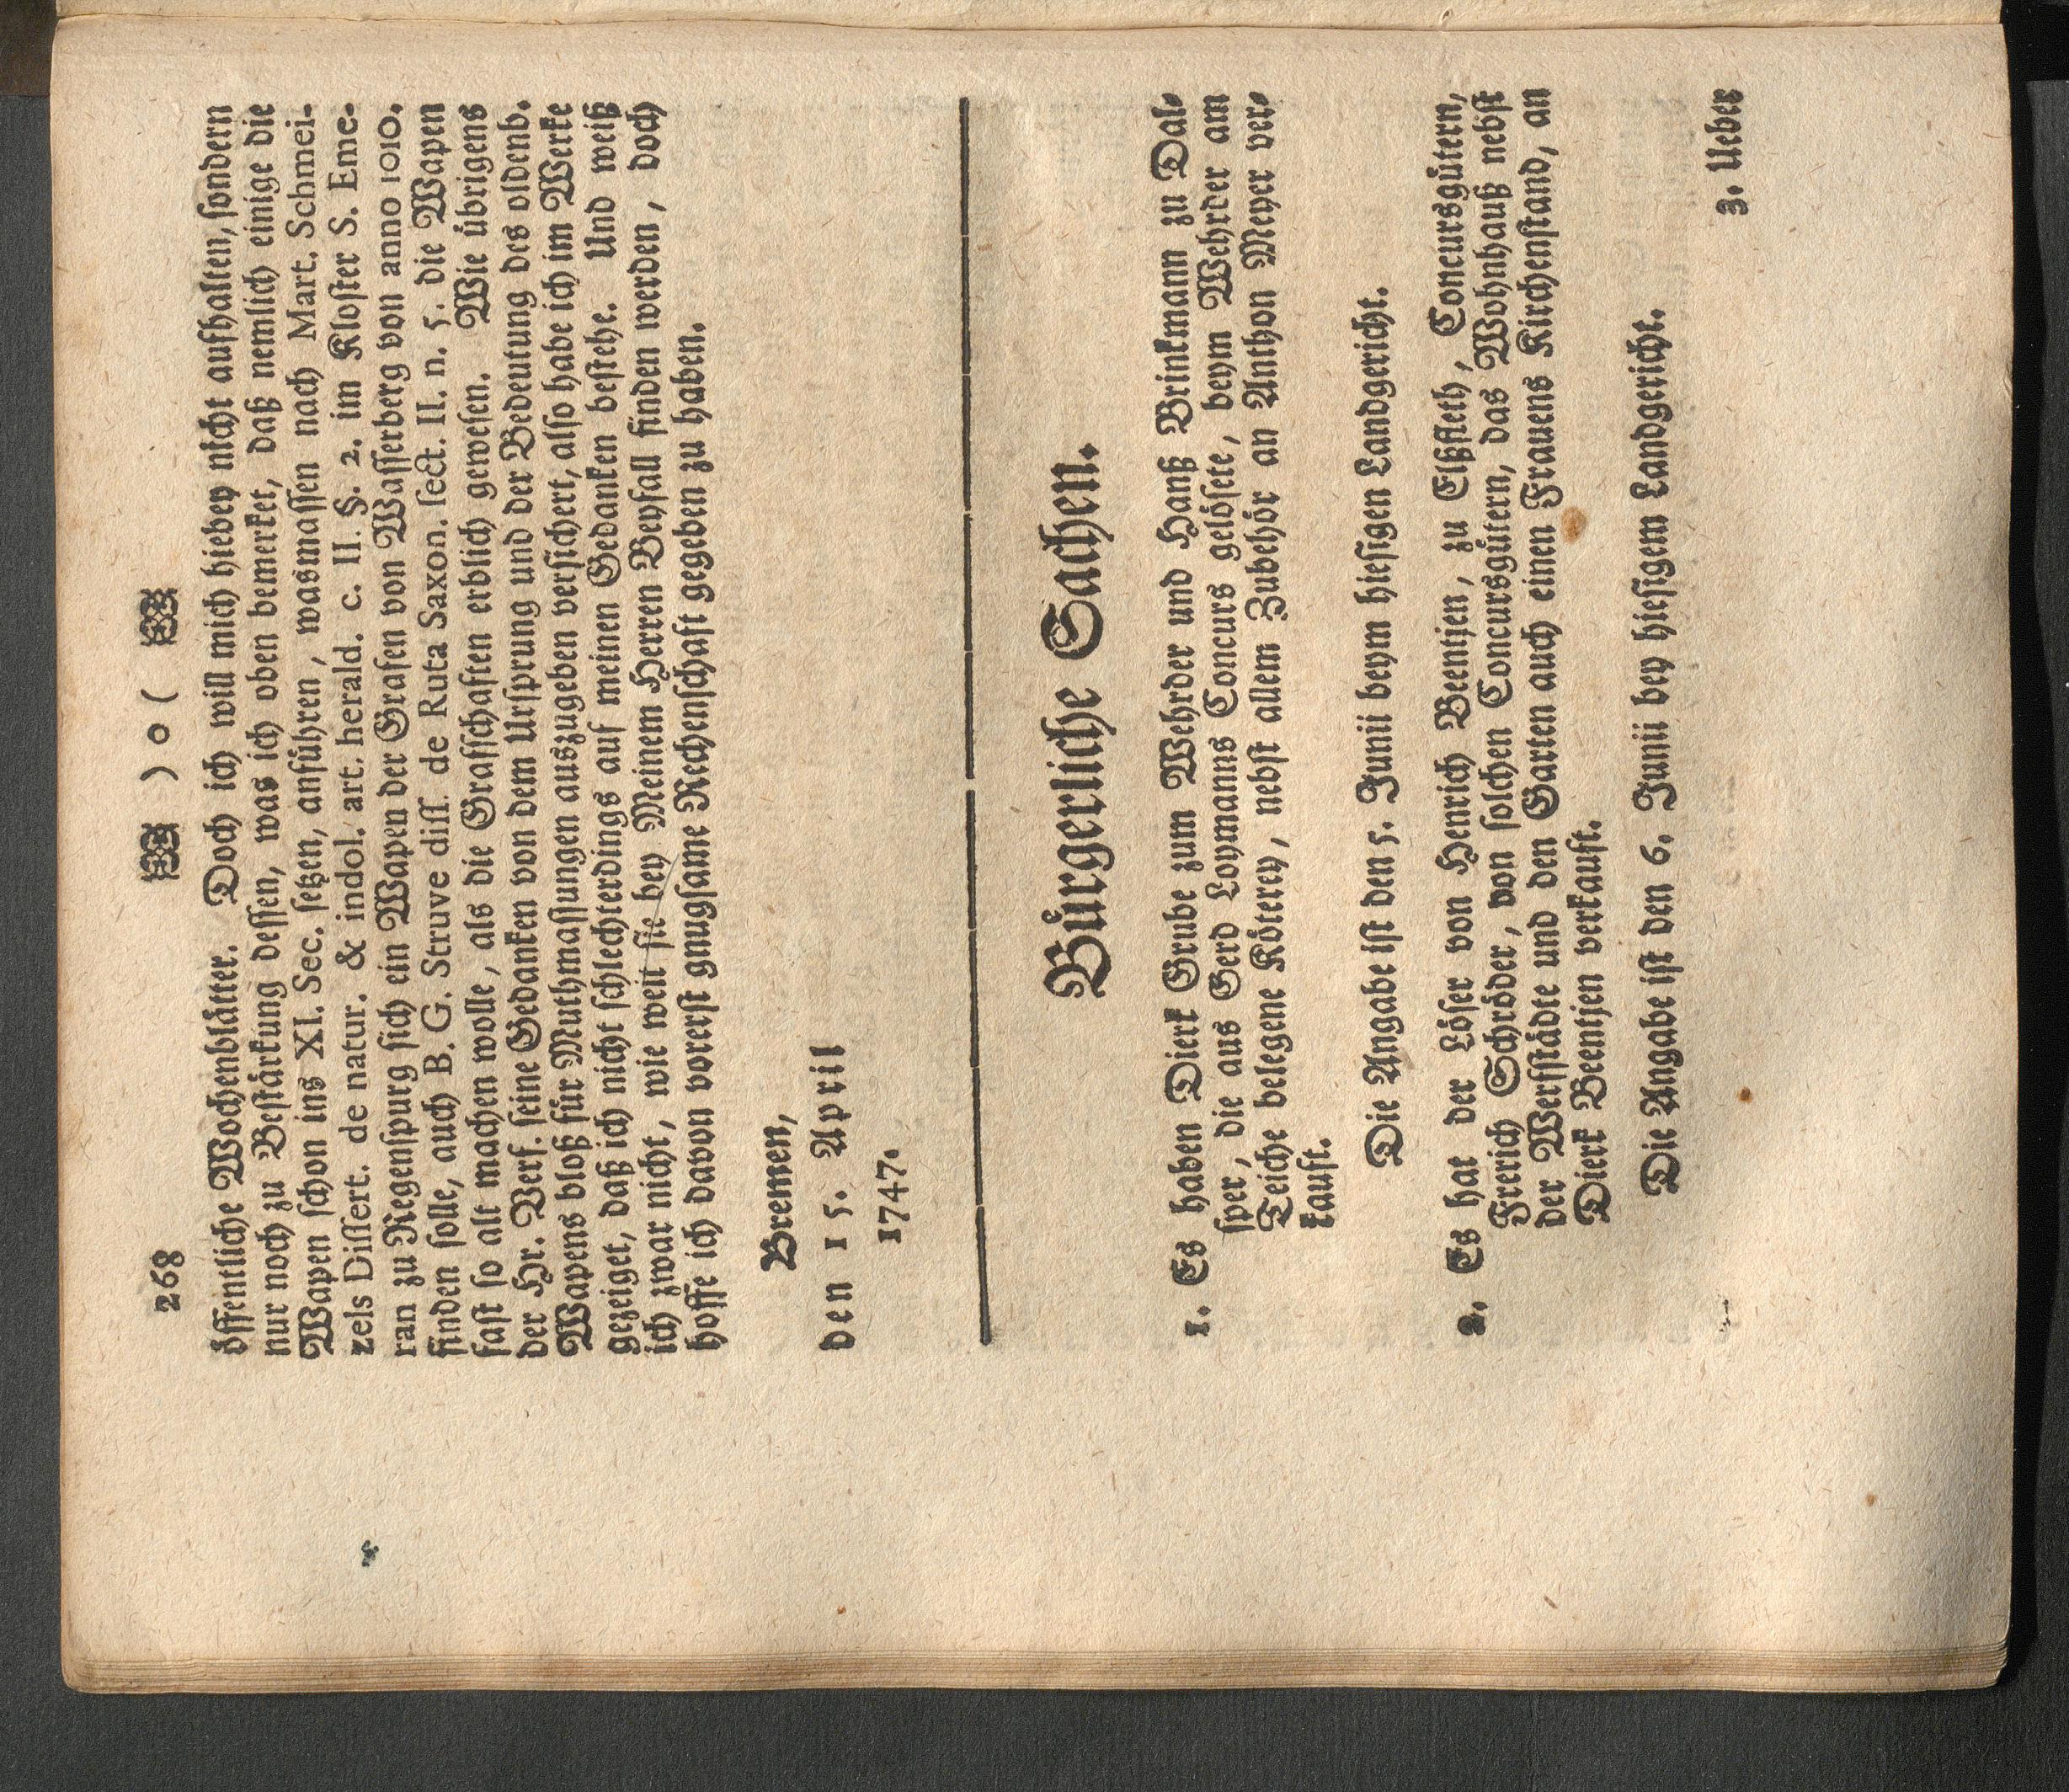 268
) o (
öffentliche Wochenblätter. Doch ich will mich hiebey nicht aufhalten, sondern
nur noch zu Bestärkung dessen, was ich oben bemerket, daß nemlich einige die
Wapen schon ins XI. Sec. setzen, anführen, wasmassen nach Mart. Schmei-
zels Dissert. de natur. & indol. art. herald. c. II. §. 2. im Kloster S. Eme-
ran zu Regenspurg sich ein Wapen der Grafen von Wasserberg von anno 1010.
finden solle, auch B. G. Struve diss. de Ruta Saxon. sect. II. n. 5. die Wapen
fast so alt machen wolle, als die Grafschaften erblich gewesen. Wie übrigens
der Hr. Verf. seine Gedanken von dem Ursprung und der Bedeutung des oldenb.
Wapens bloß für Muthmassungen auszugeben versichert, also habe ich im Werke
gezeiget, daß ich nicht schlechterdings auf meinen Gedanken bestehe. Und weiß
ich zwar nicht, wie weit sie bey Meinem Herren Beyfall finden werden, doch
hoffe ich davon vorerst gnugsame Rechenschaft gegeben zu haben.
Bremen,
den 15. April
1747.
Bürgerliche Sachen.
1. Es haben Dierk Grube zum Wehrder und Hanß Brinkmann zu Dal-
sper, die aus Gerd Loymanns Concurs gelösete, beym Wehrder am
Teiche belegene Köterey, nebst allem Zubehör an Anthon Meyer ver-
kauft.
Die Angabe ist den 5. Junii beym hiesigen Landgericht.
2. Es hat der Löser von Henrich Beentjen, zu Elßfleth, Concursgütern,
Frerich Schröder, von solchen Concursgütern, das Wohnhauß nebst
der Werfstädte und den Garten auch einen Frauens Kirchenstand, an
Dierk Beentjen verkauft.
Die Angabe ist den 6. Junii bey hiesigem Landgerichte.
3. Ueber